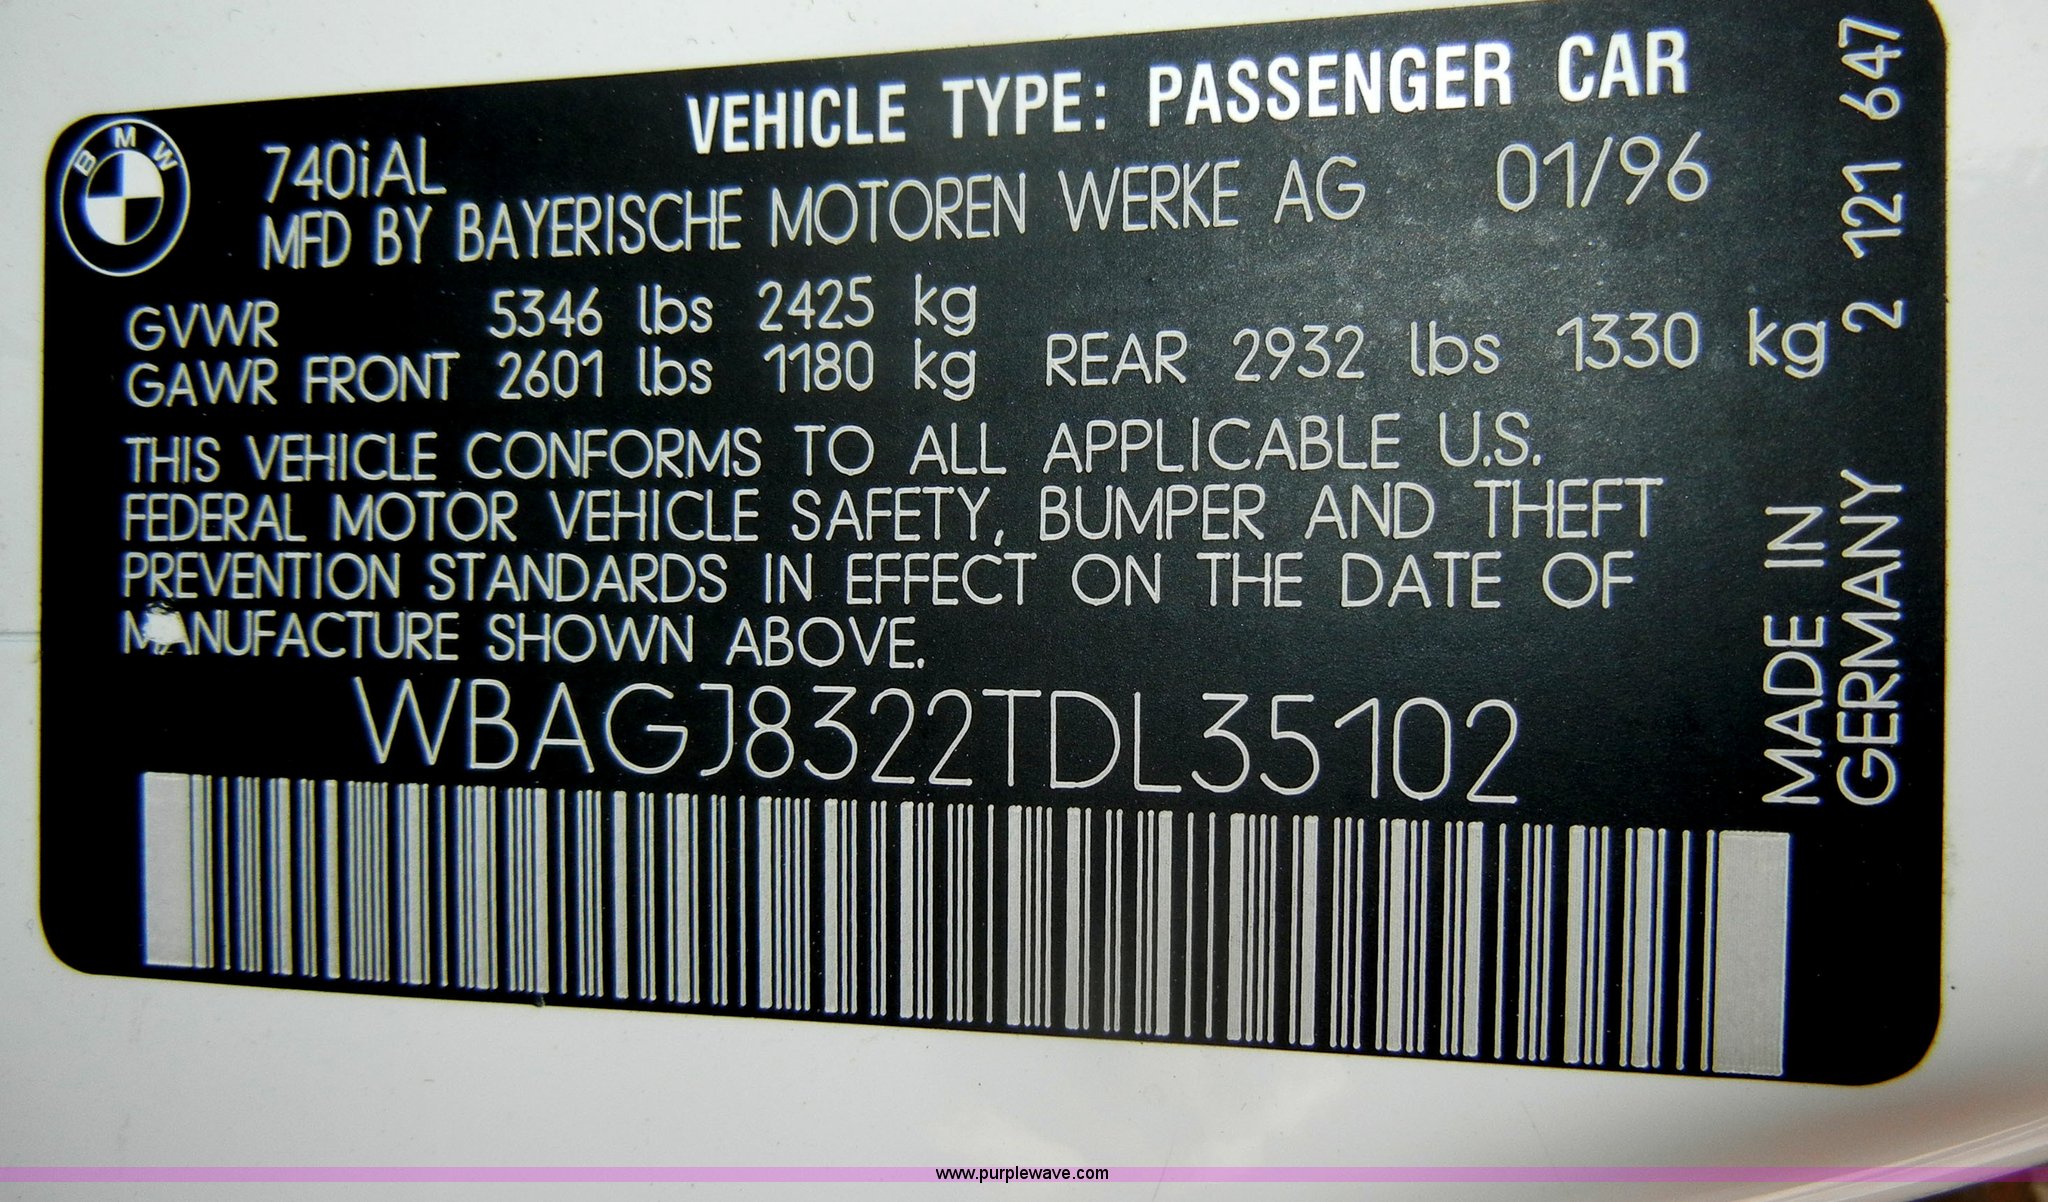 BMW
VEHICLE TYPE: PASSENGER CAR
740iAL
MFD BY BAYERISCHE MOTOREN WERKE AG 01/96
GVWR 5346 lbs 2425 kg
GAWR FRONT 2601 lbs 1180 kg REAR 2932 lbs 1330 kg
THIS VEHICLE CONFORMS TO ALL APPLICABLE U.S.
FEDERAL MOTOR VEHICLE SAFETY, BUMPER AND THEFT
PREVENTION STANDARDS IN EFFECT ON THE DATE OF
MANUFACTURE SHOWN ABOVE.
WBAGJ8322TDL35102
MADE IN
GERMANY
2 121 647
www.purplewave.com